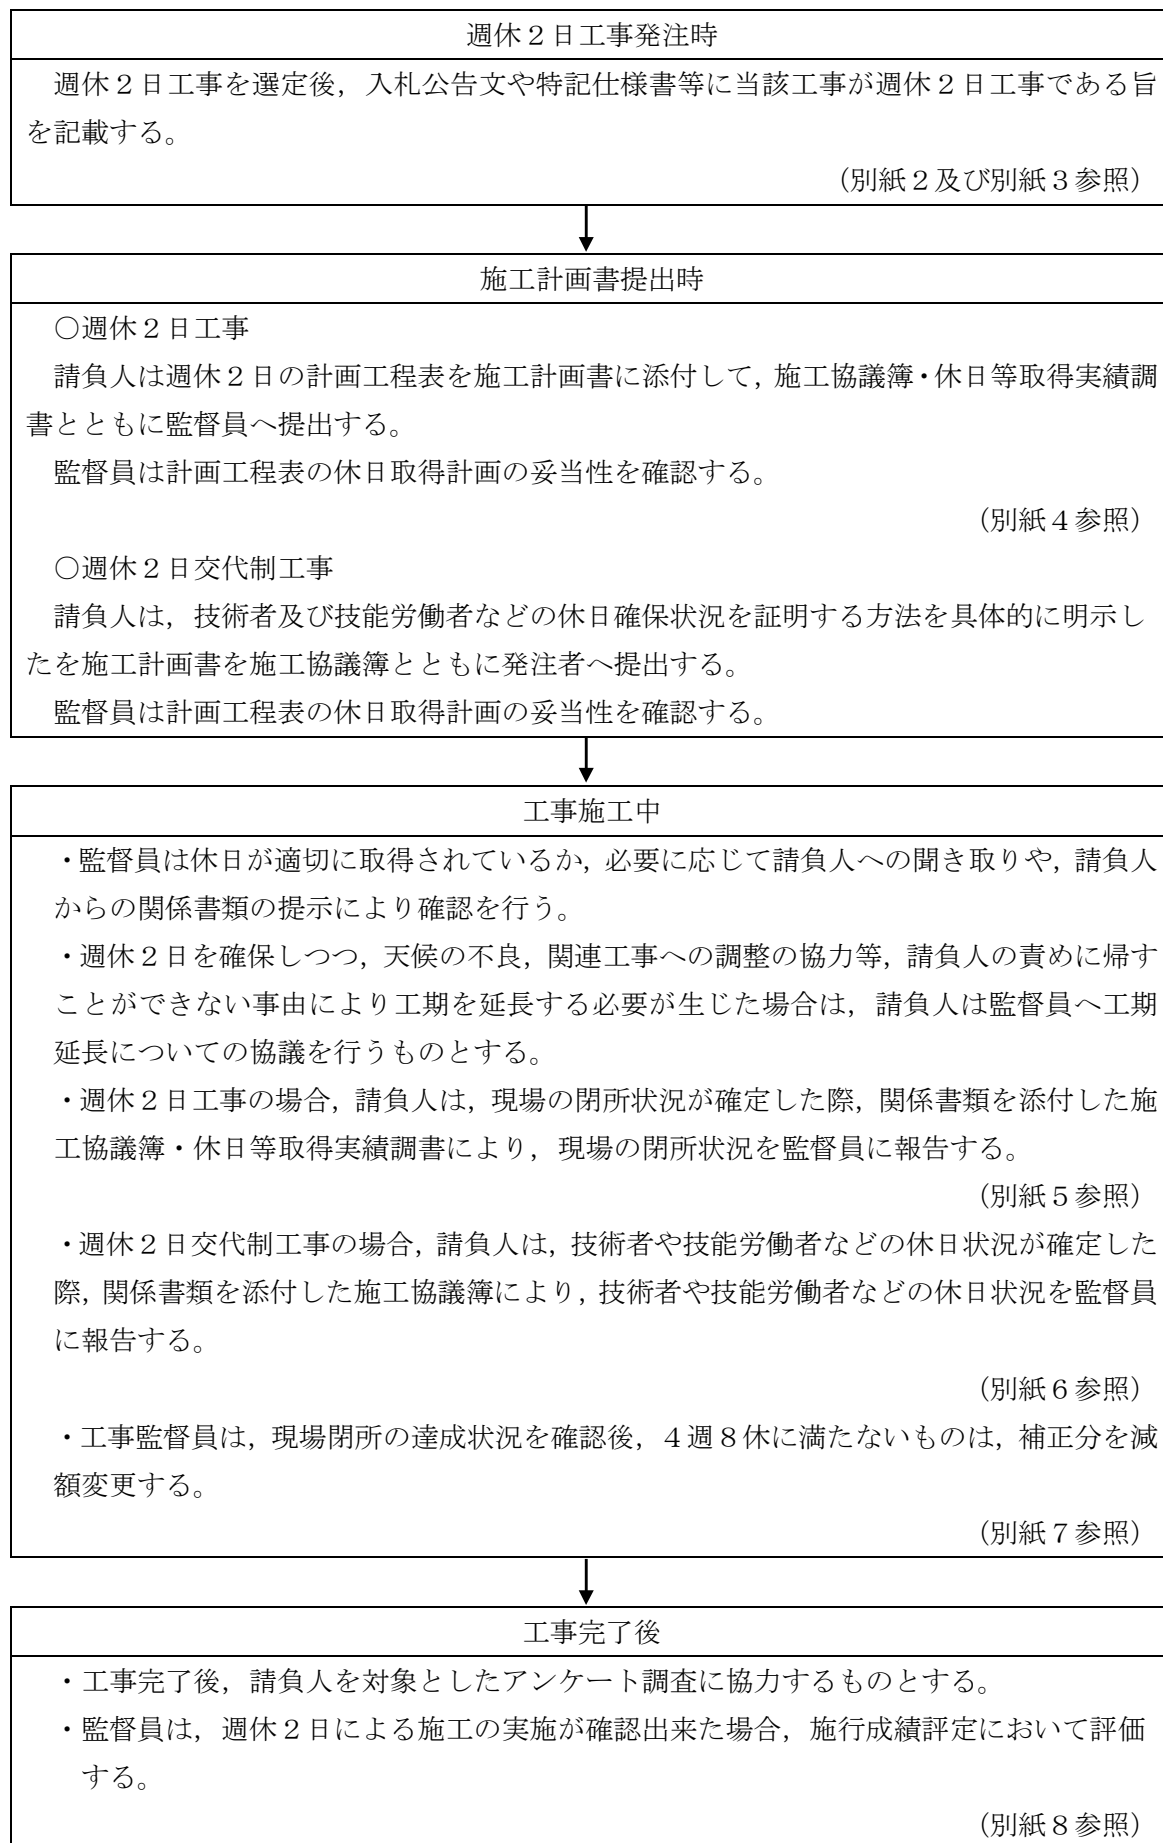 週休２日工事発注時
週休２日工事を選定後，入札公告文や特記仕様書等に当該工事が週休２日工事である旨
を記載する。
（別紙２及び別紙３参照）
施工計画書提出時
○週休２日工事
請負人は週休２日の計画工程表を施工計画書に添付して，施工協議簿・休日等取得実績調
書とともに監督員へ提出する。
監督員は計画工程表の休日取得計画の妥当性を確認する。
（別紙４参照）
○週休２日交代制工事
請負人は，技術者及び技能労働者などの休日確保状況を証明する方法を具体的に明示し
たを施工計画書を施工協議簿とともに発注者へ提出する。
監督員は計画工程表の休日取得計画の妥当性を確認する。
工事施工中
・監督員は休日が適切に取得されているか，必要に応じて請負人への聞き取りや，請負人
からの関係書類の提示により確認を行う。
・週休２日を確保しつつ，天候の不良，関連工事への調整の協力等，請負人の責めに帰す
ことができない事由により工期を延長する必要が生じた場合は，請負人は監督員へ工期
延長についての協議を行うものとする。
・週休２日工事の場合，請負人は，現場の閉所状況が確定した際，関係書類を添付した施
工協議簿・休日等取得実績調書により，現場の閉所状況を監督員に報告する。
（別紙５参照）
・週休２日交代制工事の場合，請負人は，技術者や技能労働者などの休日状況が確定した
際，関係書類を添付した施工協議簿により，技術者や技能労働者などの休日状況を監督員
に報告する。
（別紙６参照）
・工事監督員は，現場閉所の達成状況を確認後，４週８休に満たないものは，補正分を減
額変更する。
（別紙７参照）
工事完了後
・工事完了後，請負人を対象としたアンケート調査に協力するものとする。
・監督員は，週休２日による施工の実施が確認出来た場合，施行成績評定において評価
する。
（別紙８参照）